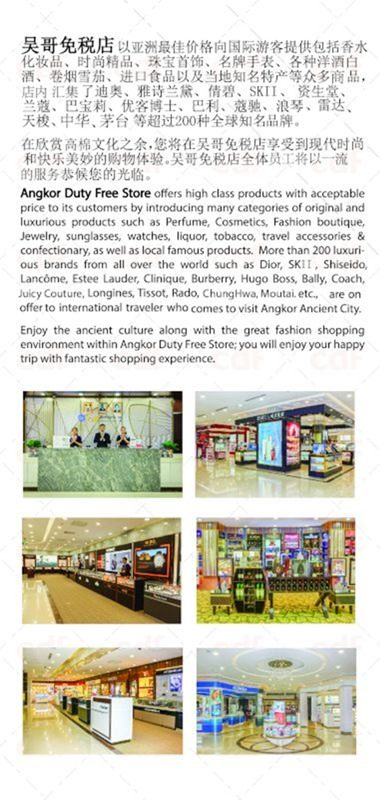 吴哥免税店 以亚洲最佳价格向国际游客提供包括香水
化妆品、时尚精品、珠宝首饰、名牌手表、各种洋酒白
酒、卷烟雪茄、进口食品以及当地知名特产等众多商品,
店内汇集了迪奥、雅诗兰黛、倩碧、SKII、 资生堂、
兰蔻、巴宝莉、优客博士、巴利、蔻驰、浪琴、雷达、
天梭、中华、茅台 等超过200种全球知名品牌。
在欣赏高棉文化之余,您将在吴哥免税店享受到现代时尚
和快乐美妙的购物体验。吴哥免税店全体员工将以一流
的服务恭候您的光临。
Angkor Duty Free Store offers high class products with acceptable
price to its customers by introducing many categories of original and
luxurious products such as Perfume, Cosmetics, Fashion boutique,
Jewelry, sunglasses, watches, liquor, tobacco, travel accessories &
confectionary, as well as local famous products. More than 200 luxuri-
ous brands from all over the world such as Dior, SKII, Shiseido,
Lancôme, Estee Lauder, Clinique, Burberry, Hugo Boss, Bally, Coach,
Juicy Couture, Longines, Tissot, Rado, ChungHwa, Moutai. etc., are on
offer to international traveler who comes to visit Angkor Ancient City.
Enjoy the ancient culture along with the great fashion shopping
environment within Angkor Duty Free Store; you will enjoy your happy
trip with fantastic shopping experience.